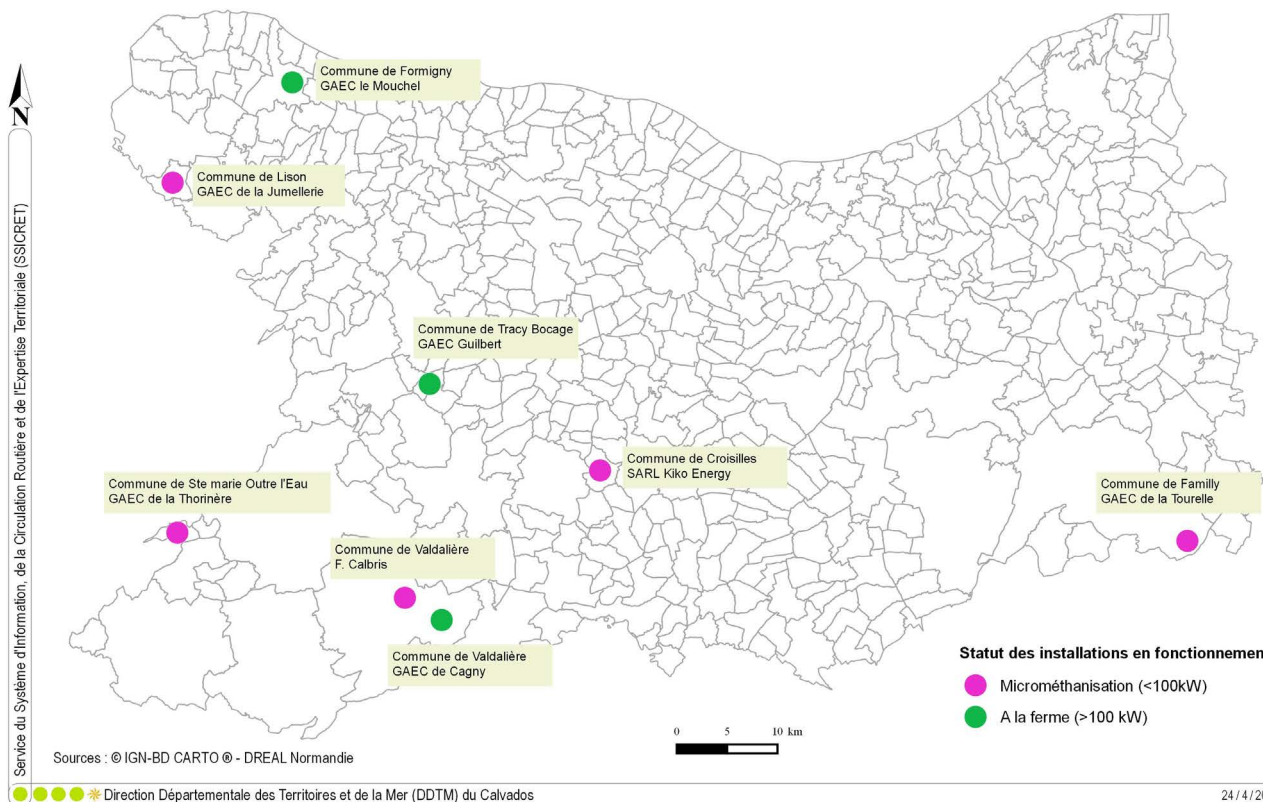 Commune de Formigny
GAEC le Mouchel
Commune de Lison
GAEC de la Jumellerie
Commune de Tracy Bocage
GAEC Guilbert
Commune de Croisilles
SARL Kiko Energy
Commune de Ste marie Outre l'Eau
GAEC de la Thorinère
Commune de Familly
GAEC de la Tourelle
Commune de Valdalière
F. Calbris
Commune de Valdalière
GAEC de Cagny
Statut des installations en fonctionnemen
Microméthanisation (<100kW)
A la ferme (>100 kW)
0 5 10 km
N
Service du Système d'Information, de la Circulation Routière et de l'Expertise Territoriale (SSICRET)
Sources : © IGN-BD CARTO ® - DREAL Normandie
Direction Départementale des Territoires et de la Mer (DDTM) du Calvados
24 / 4 / 20